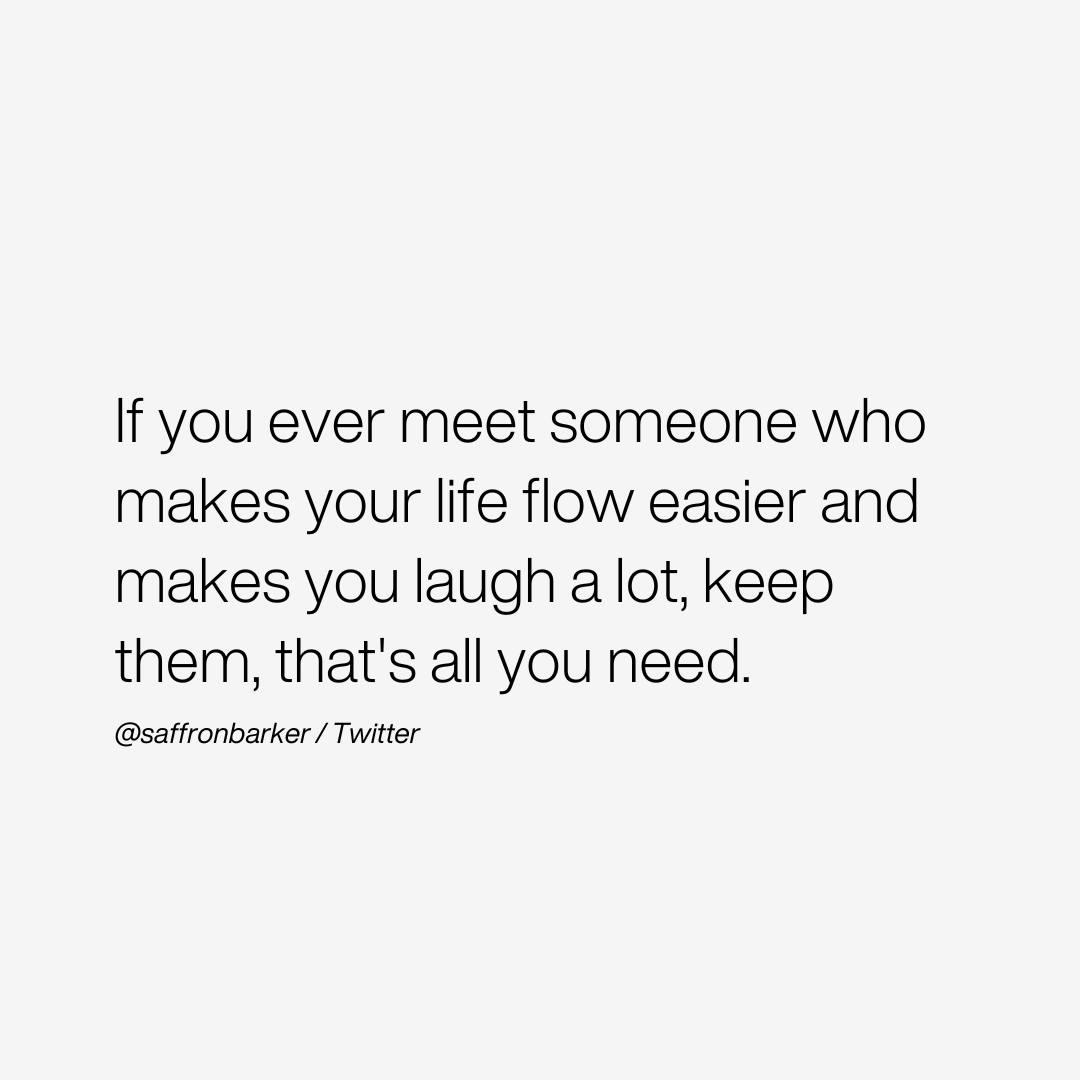 If you ever meet someone who
makes your life flow easier and
makes you laugh a lot, keep
them, that's all you need.
@saffronbarker / Twitter